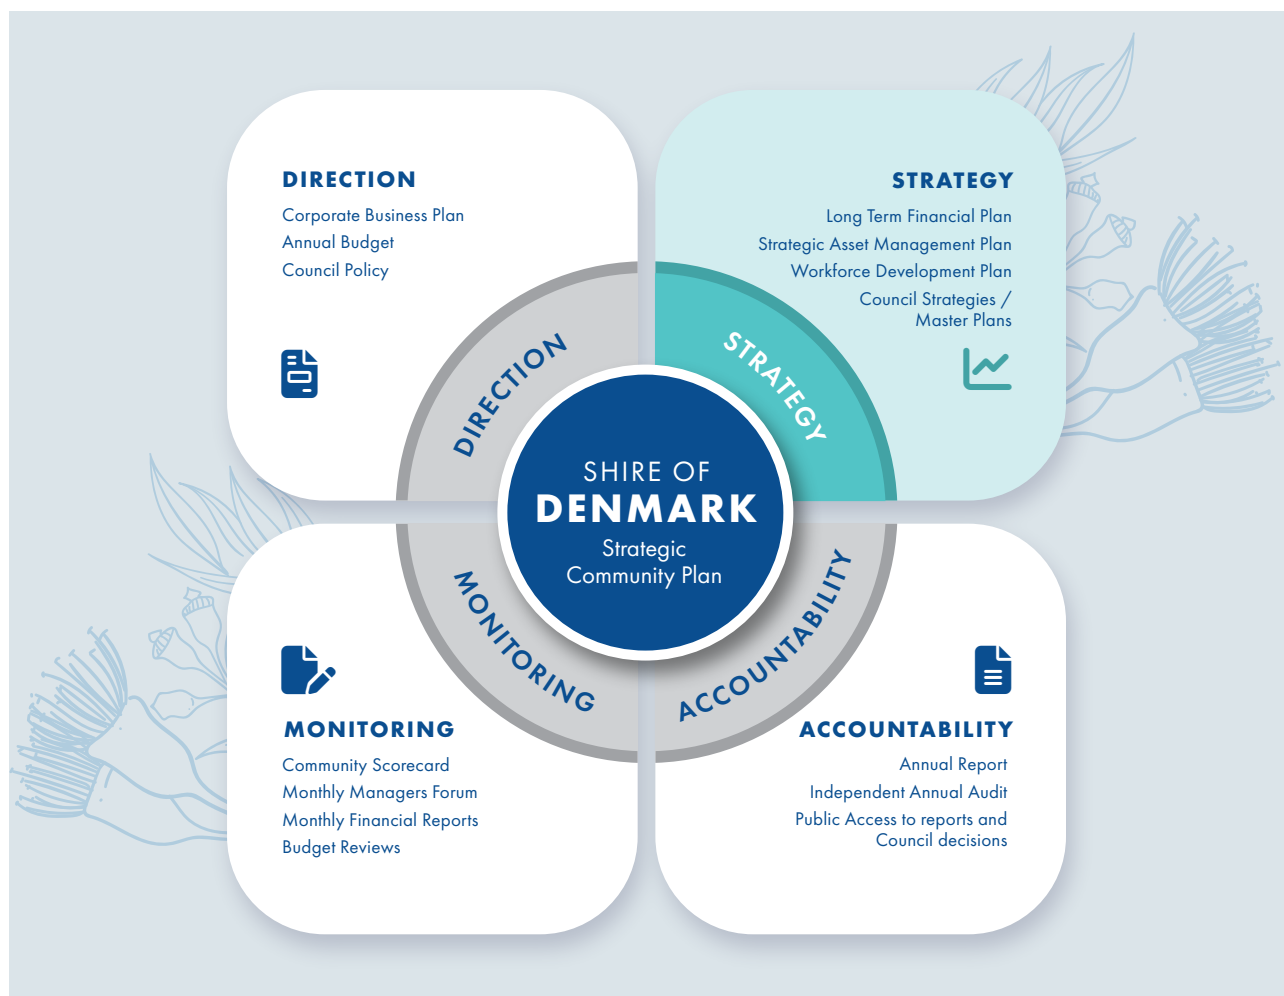 DIRECTION
Corporate Business Plan
Annual Budget
Council Policy
STRATEGY
Long Term Financial Plan
Strategic Asset Management Plan
Workforce Development Plan
Council Strategies /
Master Plans
DIRECTION
STRATEGY
SHIRE OF
DENMARK
Strategic
Community Plan
MONITORING
ACCOUNTABILITY
MONITORING
Community Scorecard
Monthly Managers Forum
Monthly Financial Reports
Budget Reviews
ACCOUNTABILITY
Annual Report
Independent Annual Audit
Public Access to reports and
Council decisions